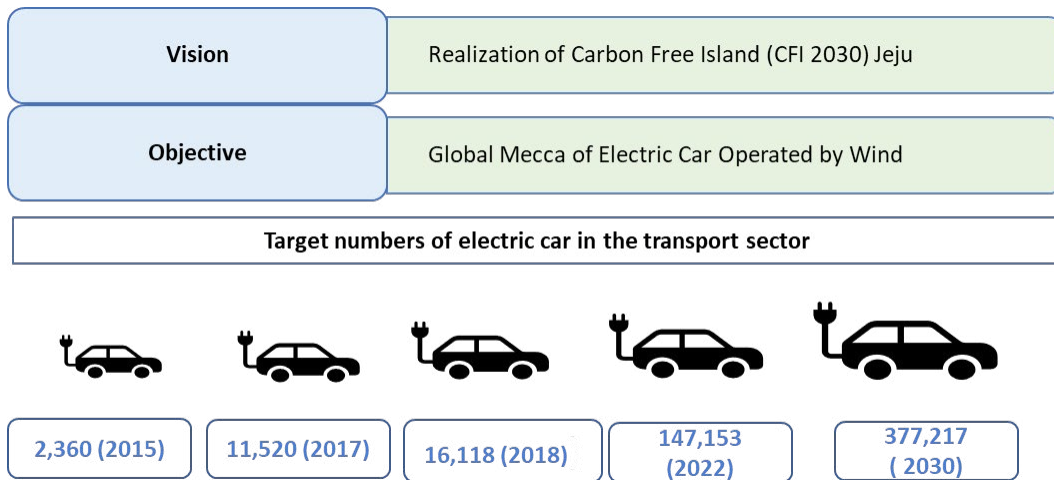 Vision
Realization of Carbon Free Island (CFI 2030) Jeju
Objective
Global Mecca of Electric Car Operated by Wind
Target numbers of electric car in the transport sector
2,360 (2015)
11,520 (2017)
16,118 (2018)
147,153
(2022)
377,217
( 2030)